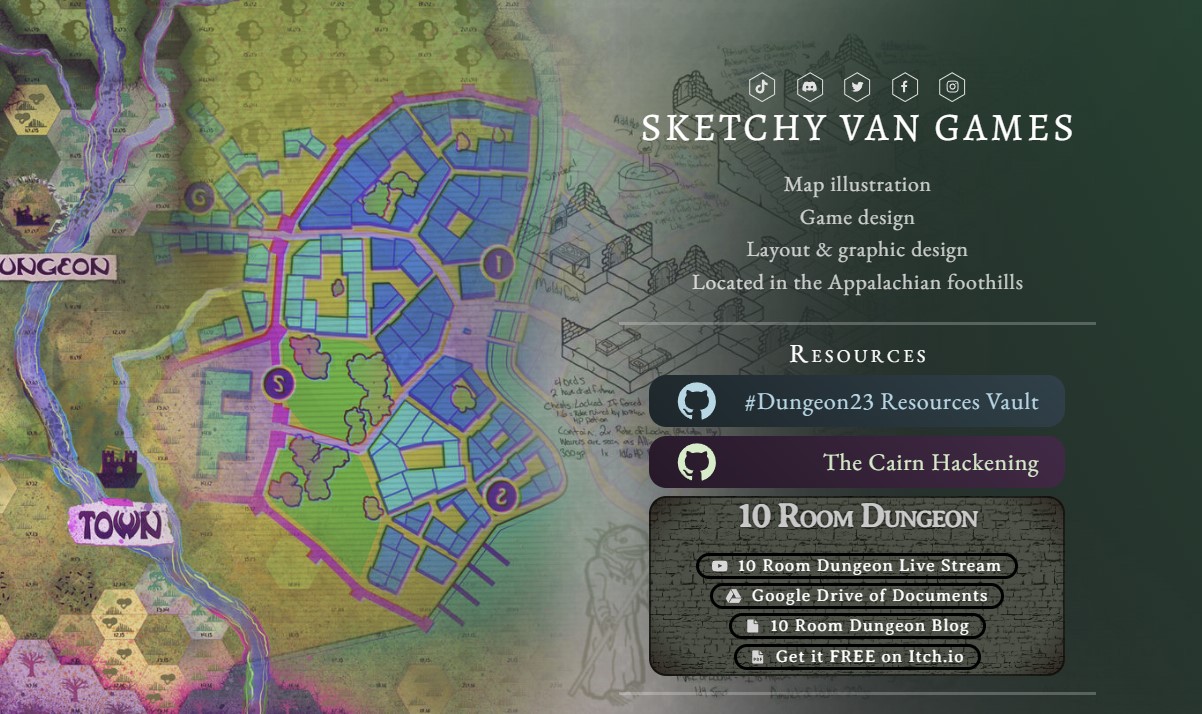 SKETCHY VAN GAMES
Map illustration
Game design
Layout & graphic design
Located in the Appalachian foothills
RESOURCES
#Dungeon23 Resources Vault
The Cairn Hackening
10 ROOM DUNGEON
10 Room Dungeon Live Stream
Google Drive of Documents
10 Room Dungeon Blog
Get it FREE on Itch.io
UNGEON
TOWN